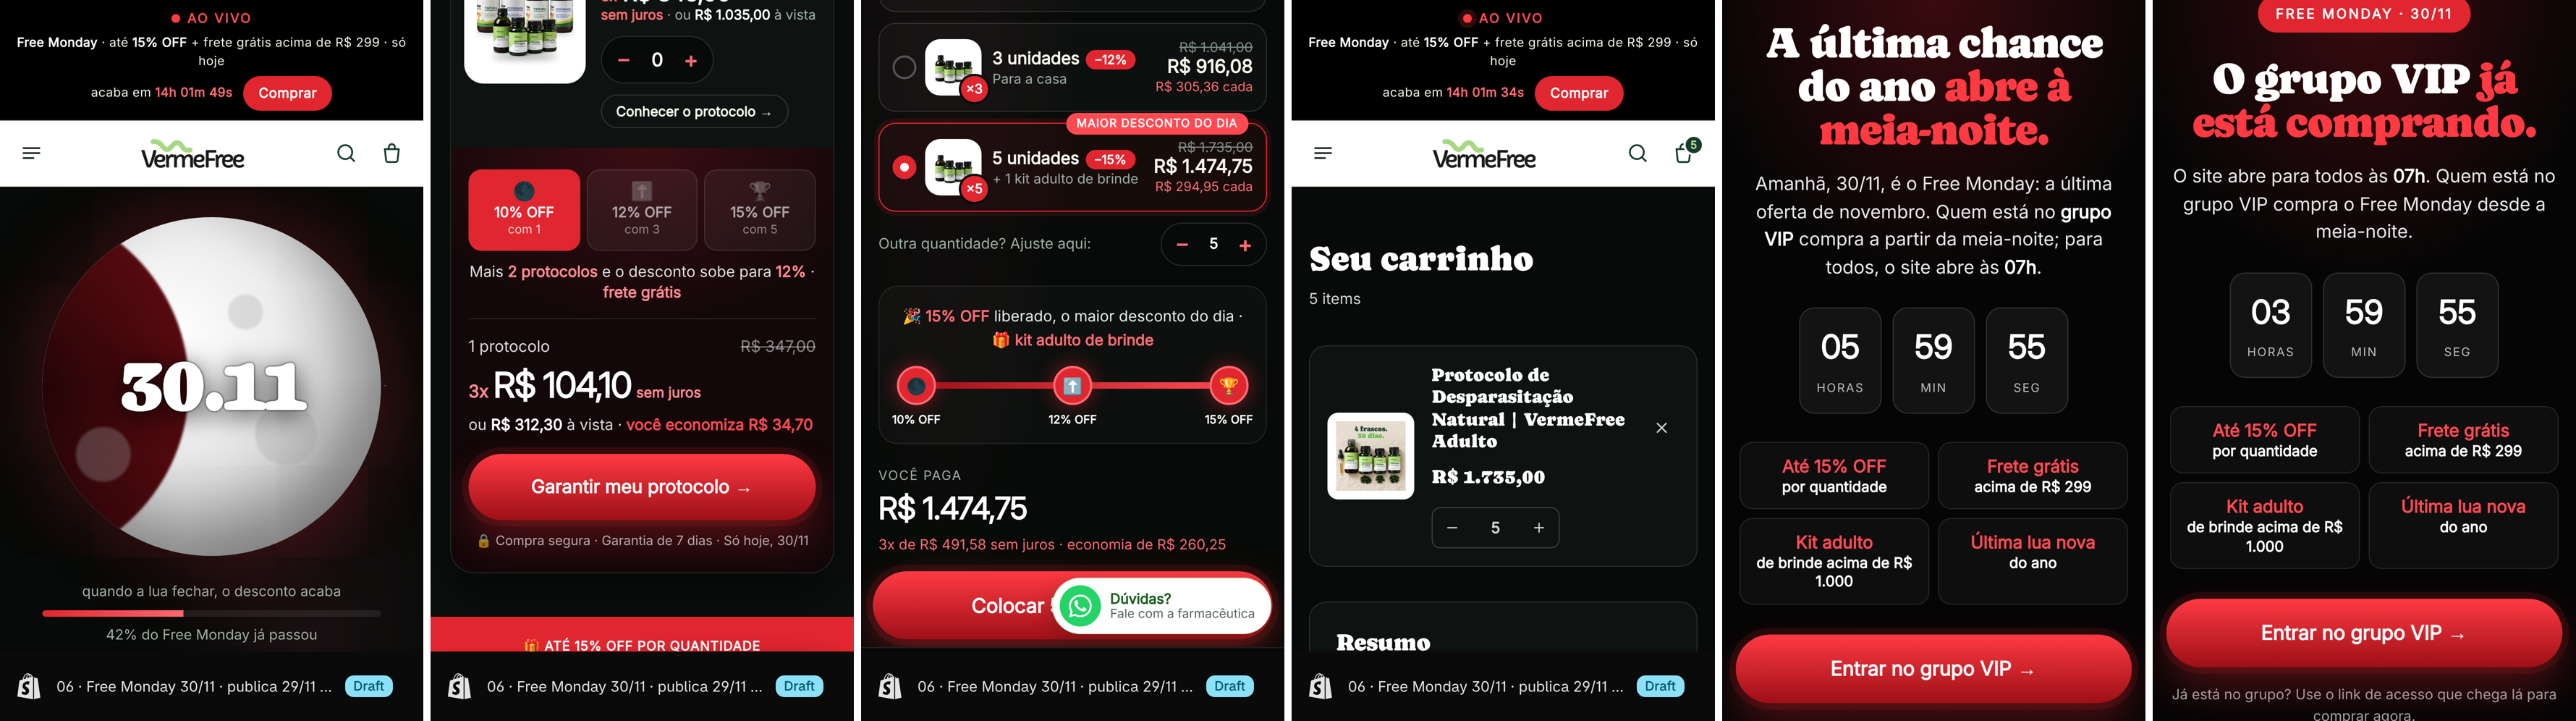 AO VIVO
Free Monday · até 15% OFF + frete grátis acima de R$ 299 · só
hoje
acaba em 14h 01m 49s Comprar
VermeFree
30.11
quando a lua fechar, o desconto acaba
42% do Free Monday já passou
06 · Free Monday 30/11 · publica 29/11 ... Draft
sem juros · ou R$ 1.035,00 à vista
− 0 +
Conhecer o protocolo →
10% OFF
com 1
12% OFF
com 3
15% OFF
com 5
Mais 2 protocolos e o desconto sobe para 12% ·
frete grátis
1 protocolo R$ 347,00
3x R$ 104,10 sem juros
ou R$ 312,30 à vista · você economiza R$ 34,70
Garantir meu protocolo →
Compra segura · Garantia de 7 dias · Só hoje, 30/11
ATÉ 15% OFF POR QUANTIDADE
06 · Free Monday 30/11 · publica 29/11 ... Draft
3 unidades −12%
Para a casa
×3
R$ 1.041,00
R$ 916,08
R$ 305,36 cada
MAIOR DESCONTO DO DIA
5 unidades −15%
+ 1 kit adulto de brinde
×5
R$ 1.735,00
R$ 1.474,75
R$ 294,95 cada
Outra quantidade? Ajuste aqui: − 5 +
15% OFF liberado, o maior desconto do dia ·
kit adulto de brinde
10% OFF 12% OFF 15% OFF
VOCÊ PAGA
R$ 1.474,75
3x de R$ 491,58 sem juros · economia de R$ 260,25
Colocar
Dúvidas?
Fale com a farmacêutica
06 · Free Monday 30/11 · publica 29/11 ... Draft
AO VIVO
Free Monday · até 15% OFF + frete grátis acima de R$ 299 · só
hoje
acaba em 14h 01m 34s Comprar
VermeFree
5
Seu carrinho
5 items
4 frascos.
30 dias.
Protocolo de
Desparasitação
Natural | VermeFree
Adulto
R$ 1.735,00
− 5 +
Resumo
06 · Free Monday 30/11 · publica 29/11 ... Draft
A última chance
do ano abre à
meia-noite.
Amanhã, 30/11, é o Free Monday: a última
oferta de novembro. Quem está no grupo
VIP compra a partir da meia-noite; para
todos, o site abre às 07h.
05 59 55
HORAS MIN SEG
Até 15% OFF
por quantidade
Frete grátis
acima de R$ 299
Kit adulto
de brinde acima de R$
1.000
Última lua nova
do ano
Entrar no grupo VIP →
FREE MONDAY · 30/11
O grupo VIP já
está comprando.
O site abre para todos às 07h. Quem está no
grupo VIP compra o Free Monday desde a
meia-noite.
03 59 55
HORAS MIN SEG
Até 15% OFF
por quantidade
Frete grátis
acima de R$ 299
Kit adulto
de brinde acima de R$
1.000
Última lua nova
do ano
Entrar no grupo VIP →
Já está no grupo? Use o link de acesso que chega lá para
comprar agora.